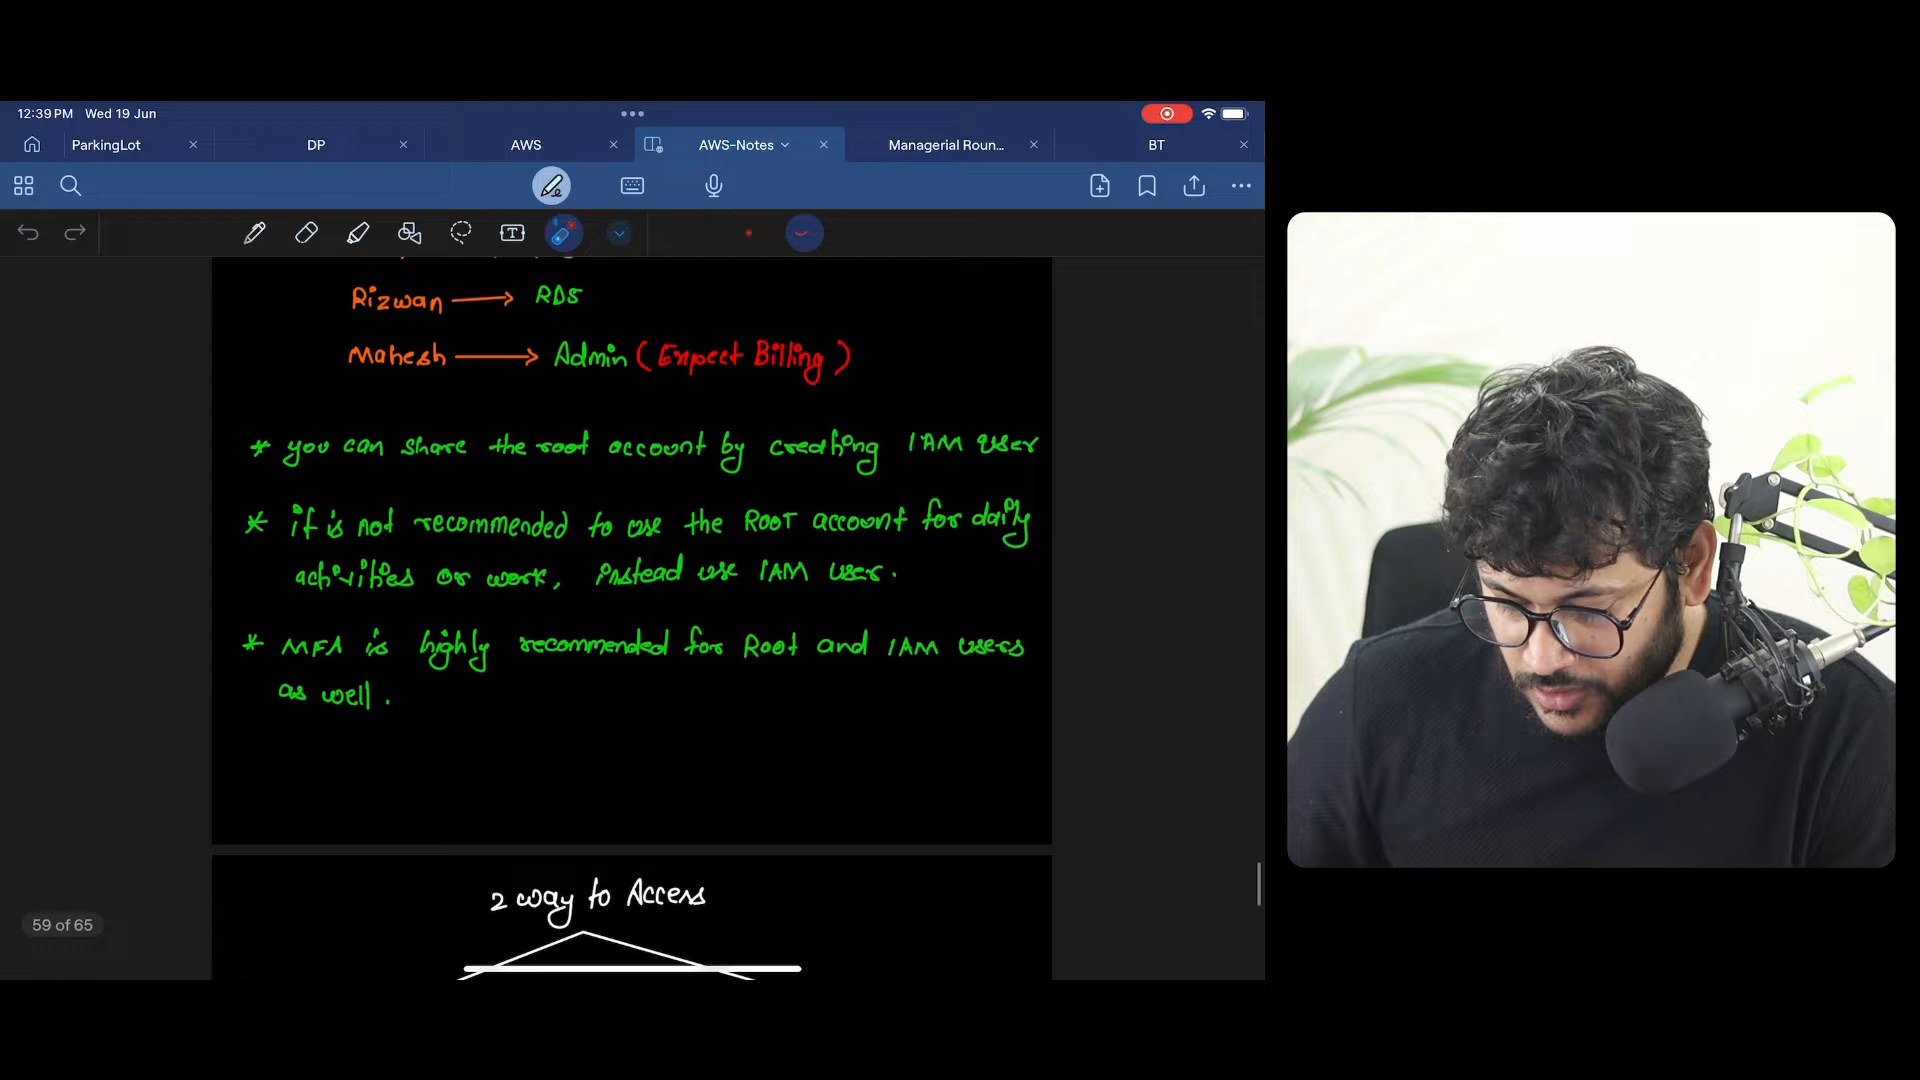 12:39 PM Wed 19 Jun
ParkingLot
DP
AWS
AWS-Notes
Managerial Roun...
BT
Rizwan → RDS
Mahesh → Admin (Expect Billing)
* you can share the root account by creating IAM user
* it is not recommended to use the ROOT account for daily
activities or work, instead use IAM user.
* MFA is highly recommended for Root and IAM users
as well.
2 way to Access
59 of 65